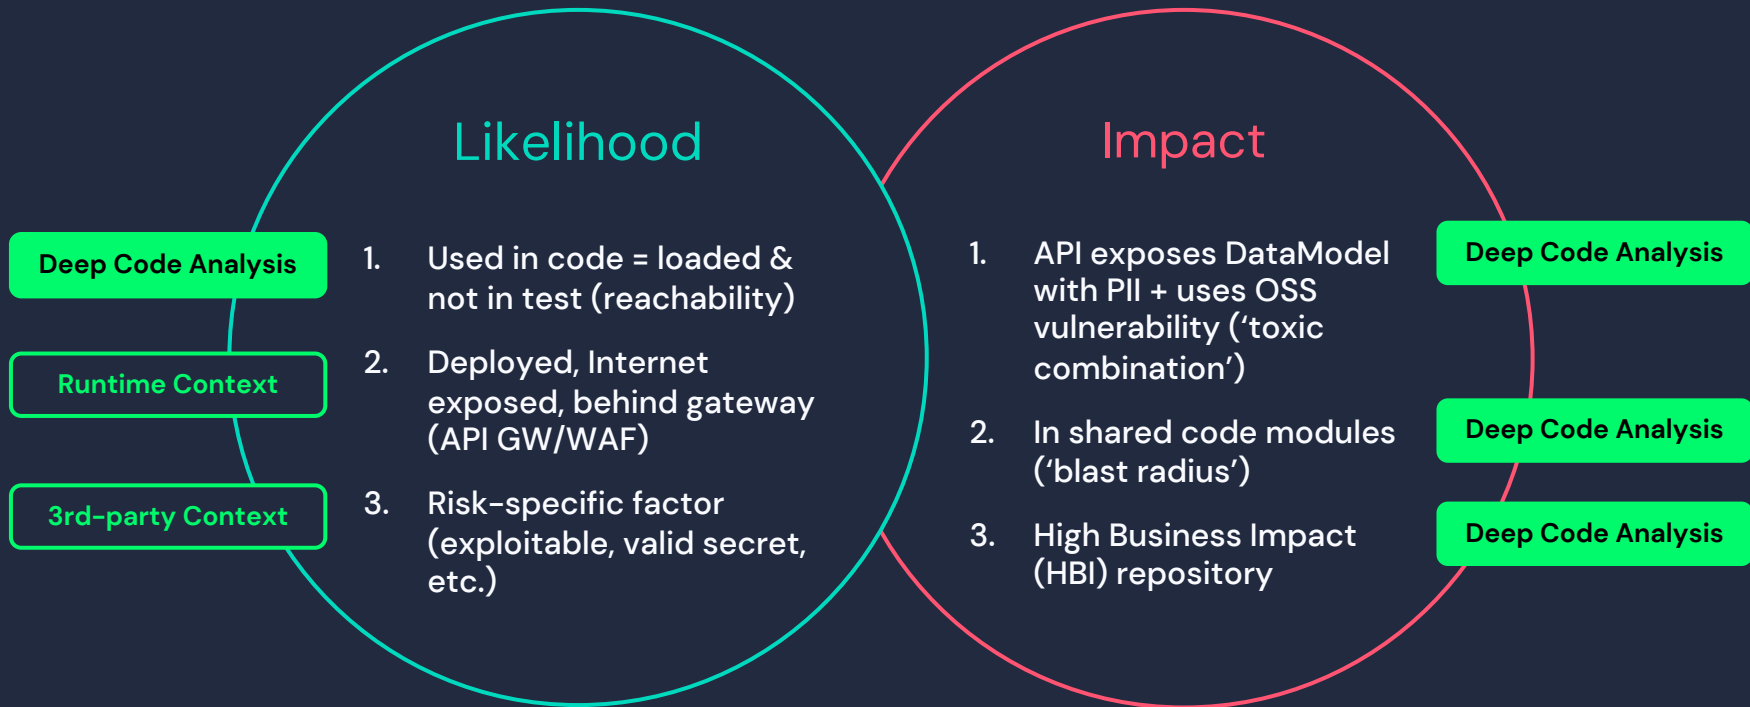 Likelihood
Deep Code Analysis
1. Used in code = loaded &
not in test (reachability)
Runtime Context
2. Deployed, Internet
exposed, behind gateway
(API GW/WAF)
3rd-party Context
3. Risk-specific factor
(exploitable, valid secret,
etc.)
Impact
1. API exposes DataModel
with PII + uses OSS
vulnerability (‘toxic
combination’)
Deep Code Analysis
2. In shared code modules
(‘blast radius’)
Deep Code Analysis
3. High Business Impact
(HBI) repository
Deep Code Analysis